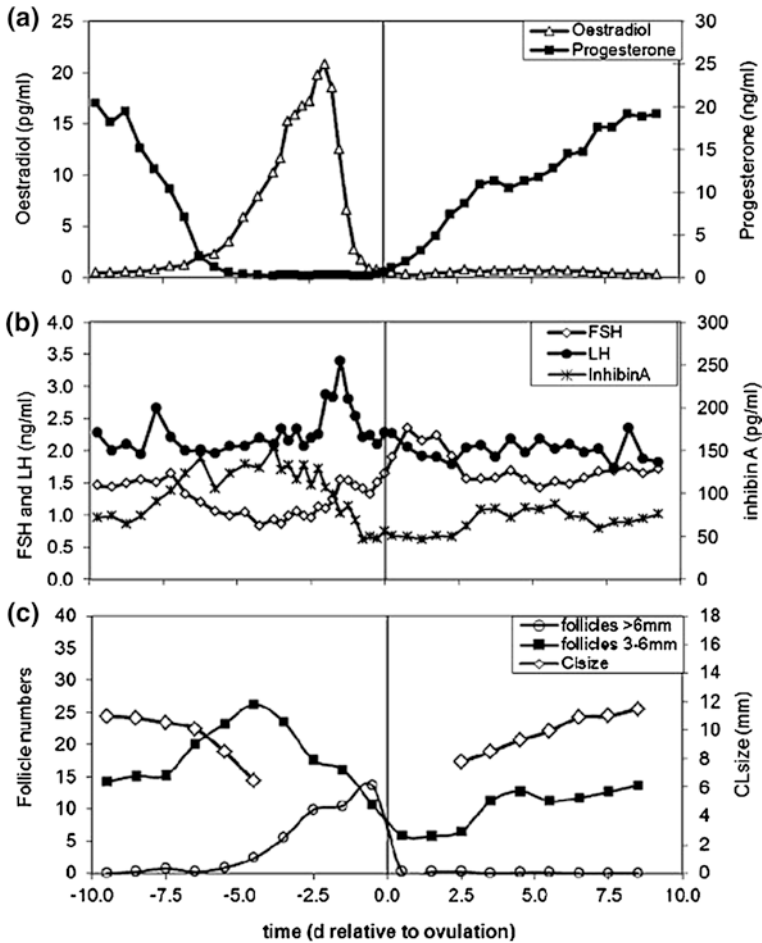 (a)
25
20
15
10
5
0
Oestradiol (pg/ml)
Oestradiol
Progesterone
30
25
20
15
10
5
0
Progesterone (ng/ml)
(b)
4.0
3.5
3.0
2.5
2.0
1.5
1.0
0.5
0.0
FSH and LH (ng/ml)
FSH
LH
InhibinA
300
250
200
150
100
50
0
inhibin A (pg/ml)
(c)
40
35
30
25
20
15
10
5
0
Follicle numbers
follicles >6mm
follicles 3-6mm
Clsize
18
16
14
12
10
8
6
4
2
0
CLsize (mm)
-10.0 -7.5 -5.0 -2.5 0.0 2.5 5.0 7.5 10.0
time (d relative to ovulation)